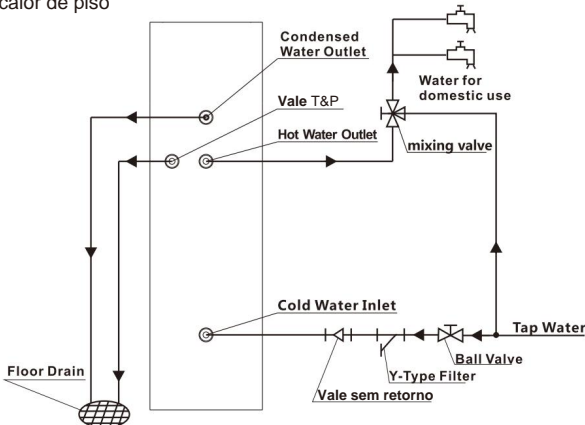 calor de piso
Condensed
Water Outlet
Water for
domestic use
Vale T&P
Hot Water Outlet
mixing valve
Cold Water Inlet
Tap Water
Ball Valve
Floor Drain
Y-Type Filter
Vale sem retorno